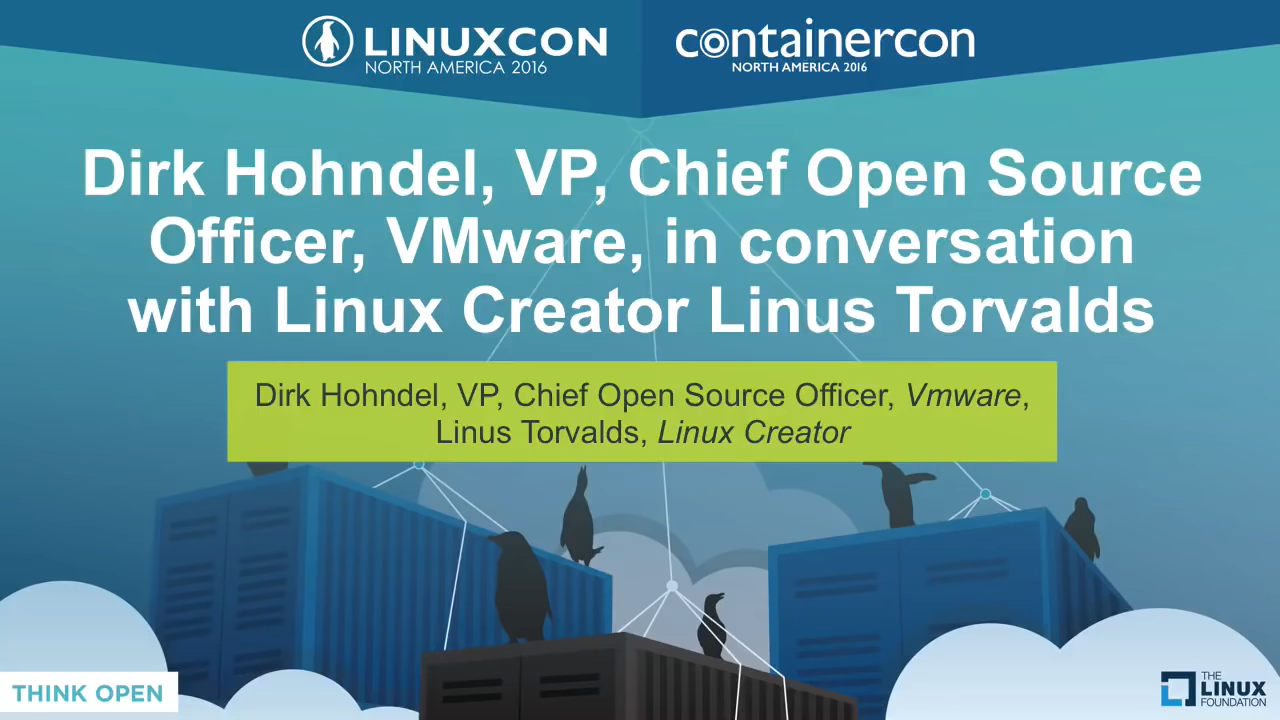 LINUXCON
NORTH AMERICA 2016
containercon
NORTH AMERICA 2016
Dirk Hohndel, VP, Chief Open Source
Officer, VMware, in conversation
with Linux Creator Linus Torvalds
Dirk Hohndel, VP, Chief Open Source Officer, Vmware,
Linus Torvalds, Linux Creator
THINK OPEN
THE
LINUX
FOUNDATION